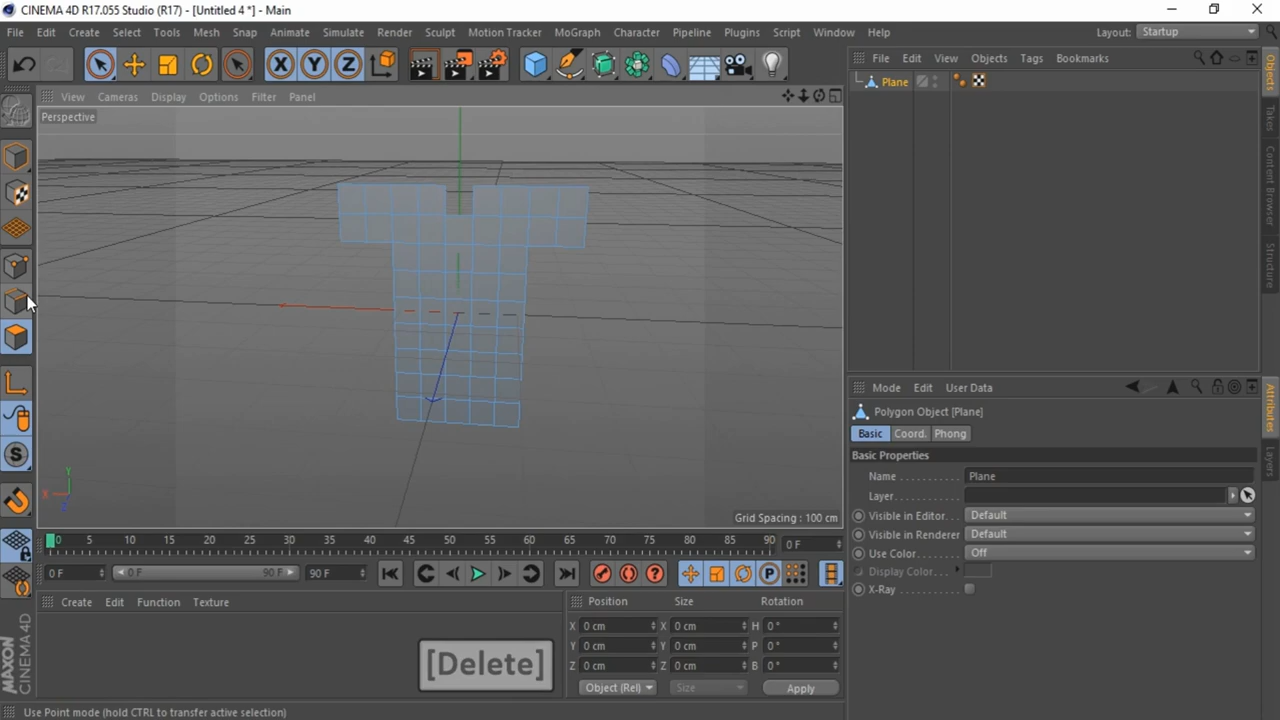 CINEMA 4D R17.055 Studio (R17) - [Untitled 4 *] - Main
File Edit Create Select Tools Mesh Snap Animate Simulate Render Sculpt Motion Tracker MoGraph Character Pipeline Plugins Script Window Help Layout: Startup
X Y Z
File Edit View Objects Tags Bookmarks
View Cameras Display Options Filter Panel
Plane
Perspective
Objects
Takes
Content Browser
Structure
Grid Spacing : 100 cm
X
Y
Z
S
Mode Edit User Data
Polygon Object [Plane]
Basic Coord. Phong
Basic Properties
Name Plane
Layer
Visible in Editor Default
Visible in Renderer Default
Use Color Off
Display Color
X-Ray
Attributes
Layers
0 5 10 15 20 25 30 35 40 45 50 55 60 65 70 75 80 85 90 0 F
0 F 0 F 90 F 90 F P
Create Edit Function Texture
Position Size Rotation
X 0 cm X 0 cm H 0 °
Y 0 cm Y 0 cm P 0 °
Z 0 cm Z 0 cm B 0 °
Object (Rel) Size Apply
[Delete]
MAXON
CINEMA 4D
Use Point mode (hold CTRL to transfer active selection)